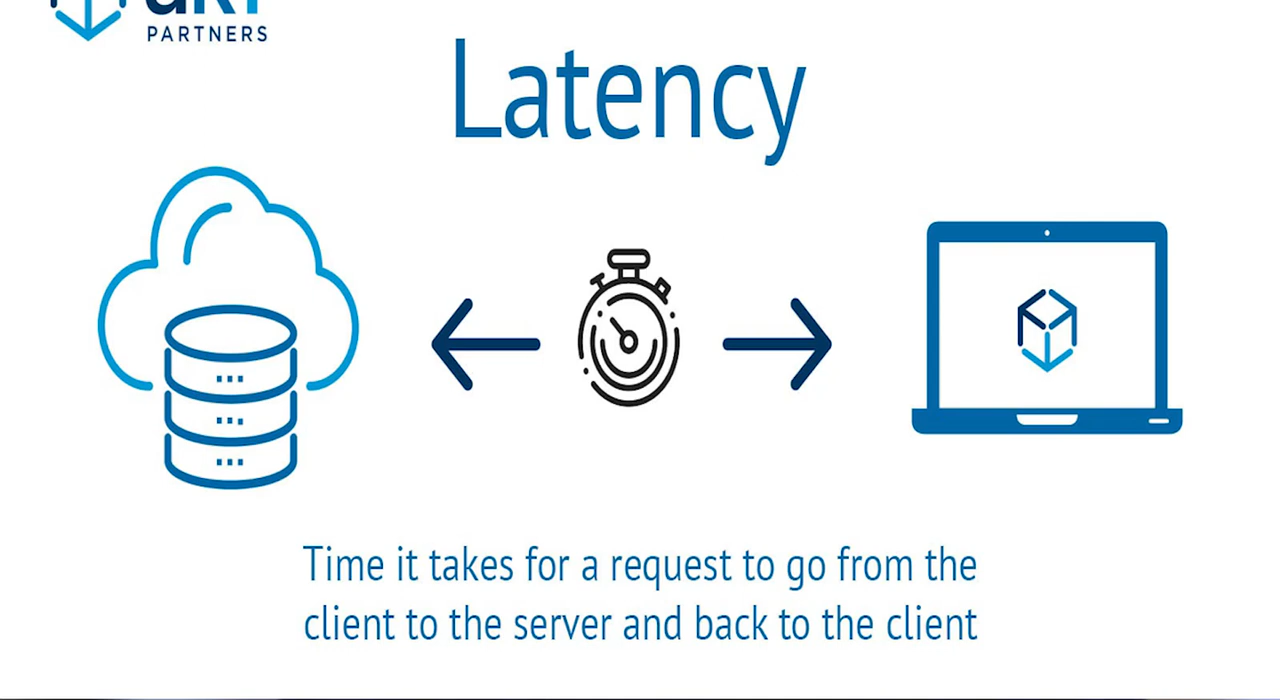 PARTNERS
Latency
Time it takes for a request to go from the
client to the server and back to the client